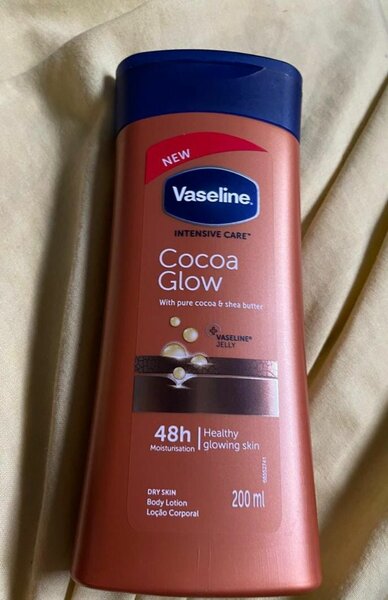 NEW
Vaseline
INTENSIVE CARE™
Cocoa
Glow
With pure cocoa & shea butter
VASELINE®
JELLY
48h
Moisturisation
Healthy
glowing skin
DRY SKIN
Body Lotion
Loção Corporal
200 ml